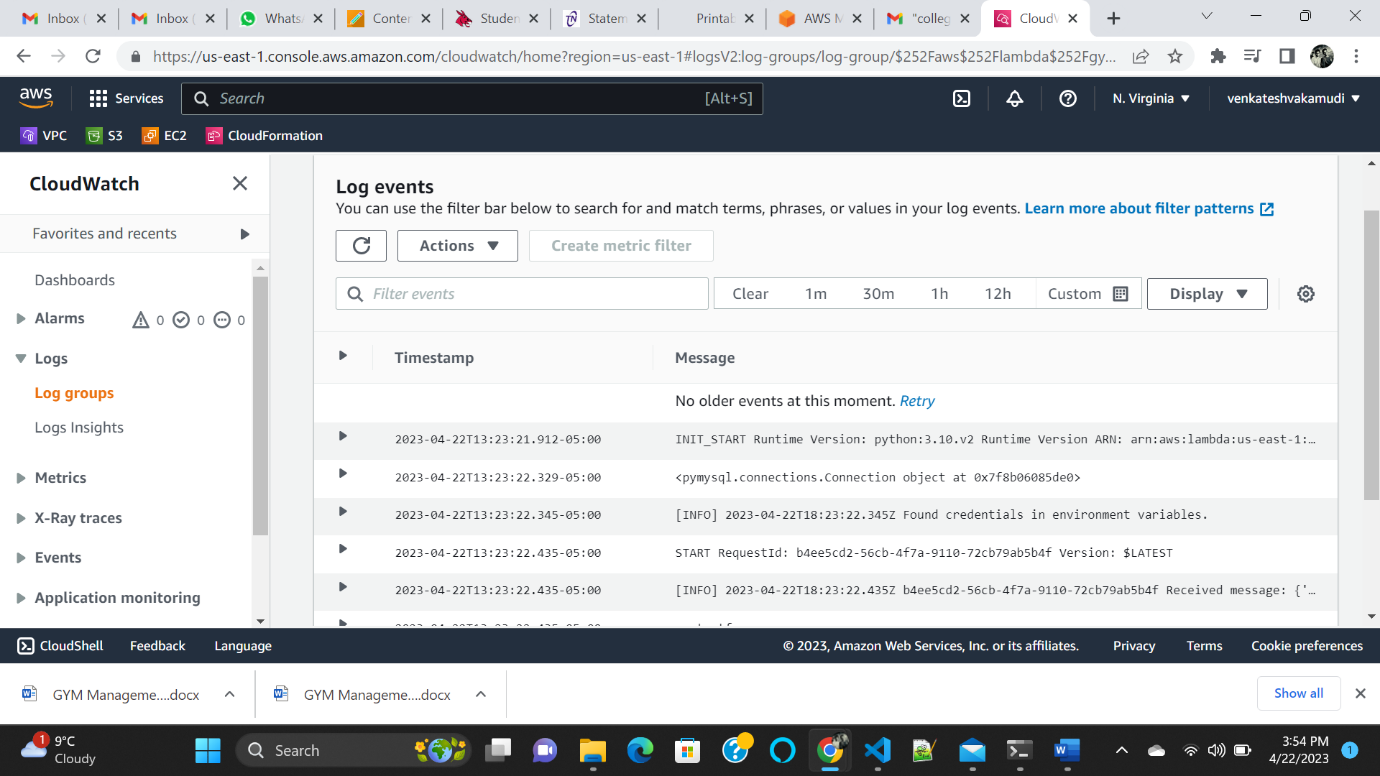 Inbox (
Inbox (
Whats
Conten
Studen
Statem
Printab
AWS M
"colleg
CloudV
https://us-east-1.console.aws.amazon.com/cloudwatch/home?region=us-east-1#logsV2:log-groups/log-group/$252Faws$252Flambda$252Fgy...
aws
Services
Search
[Alt+S]
N. Virginia
venkateshvakamudi
VPC
S3
EC2
CloudFormation
CloudWatch
Favorites and recents
Dashboards
Alarms
0
0
0
Logs
Log groups
Logs Insights
Metrics
X-Ray traces
Events
Application monitoring
Log events
You can use the filter bar below to search for and match terms, phrases, or values in your log events. Learn more about filter patterns
Actions
Create metric filter
Filter events
Clear
1m
30m
1h
12h
Custom
Display
Timestamp
Message
No older events at this moment. Retry
2023-04-22T13:23:21.912-05:00
INIT_START Runtime Version: python:3.10.v2 Runtime Version ARN: arn:aws:lambda:us-east-1:...
2023-04-22T13:23:22.329-05:00
<pymysql.connections.Connection object at 0x7f8b06085de0>
2023-04-22T13:23:22.345-05:00
[INFO] 2023-04-22T18:23:22.345Z Found credentials in environment variables.
2023-04-22T13:23:22.435-05:00
START RequestId: b4ee5cd2-56cb-4f7a-9110-72cb79ab5b4f Version: $LATEST
2023-04-22T13:23:22.435-05:00
[INFO] 2023-04-22T18:23:22.435Z b4ee5cd2-56cb-4f7a-9110-72cb79ab5b4f Received message: {'...
CloudShell
Feedback
Language
© 2023, Amazon Web Services, Inc. or its affiliates.
Privacy
Terms
Cookie preferences
GYM Manageme....docx
GYM Manageme....docx
Show all
1
9°C
Cloudy
Search
3:54 PM
4/22/2023
1